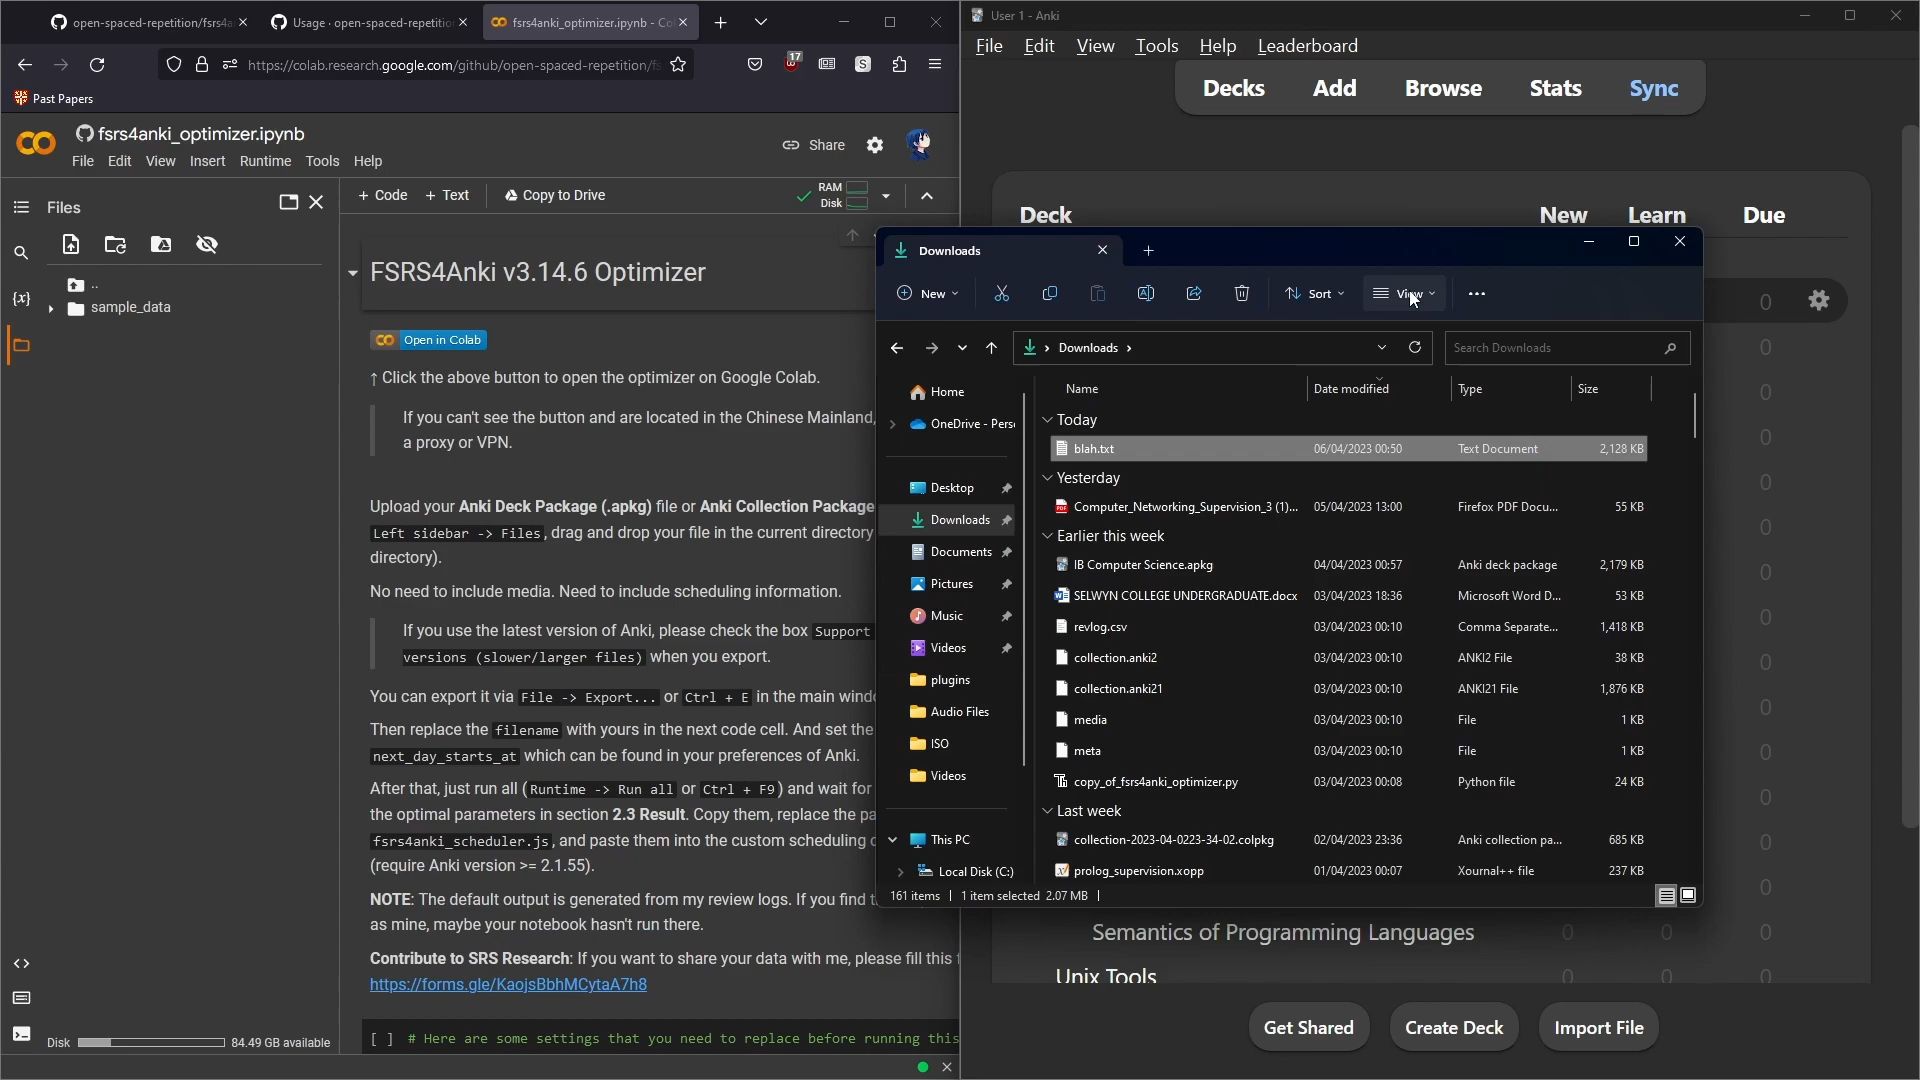 open-spaced-repetition/fsrs4a
Usage · open-spaced-repetitio
fsrs4anki_optimizer.ipynb - Co
https://colab.research.google.com/github/open-spaced-repetition/fs
17
Past Papers
fsrs4anki_optimizer.ipynb
File Edit View Insert Runtime Tools Help
Share
Files
+ Code + Text Copy to Drive
RAM
Disk
..
sample_data
FSRS4Anki v3.14.6 Optimizer
Open in Colab
↑ Click the above button to open the optimizer on Google Colab.
If you can't see the button and are located in the Chinese Mainland,
a proxy or VPN.
Upload your Anki Deck Package (.apkg) file or Anki Collection Package
Left sidebar -> Files, drag and drop your file in the current directory
directory).
No need to include media. Need to include scheduling information.
If you use the latest version of Anki, please check the box Support
versions (slower/larger files) when you export.
You can export it via File -> Export... or Ctrl + E in the main windo
Then replace the filename with yours in the next code cell. And set the
next_day_starts_at which can be found in your preferences of Anki.
After that, just run all (Runtime -> Run all or Ctrl + F9) and wait for
the optimal parameters in section 2.3 Result. Copy them, replace the pa
fsrs4anki_scheduler.js, and paste them into the custom scheduling
(require Anki version >= 2.1.55).
NOTE: The default output is generated from my review logs. If you find t
as mine, maybe your notebook hasn't run there.
Contribute to SRS Research: If you want to share your data with me, please fill this f
https://forms.gle/KaojsBbhMCytaA7h8
[ ] # Here are some settings that you need to replace before running this
Disk 84.49 GB available
User 1 - Anki
File Edit View Tools Help Leaderboard
Decks Add Browse Stats Sync
Deck New Learn Due
0
0
0
0
0
0
0
0
0
0
0
0
0
0
Semantics of Programming Languages 0 0 0
Unix Tools 0 0 0
Get Shared Create Deck Import File
Downloads
New Sort View
Downloads
Search Downloads
Home
OneDrive - Perso
Desktop
Downloads
Documents
Pictures
Music
Videos
plugins
Audio Files
ISO
Videos
This PC
Local Disk (C:)
Name Date modified Type Size
Today
blah.txt 06/04/2023 00:50 Text Document 2,128 KB
Yesterday
Computer_Networking_Supervision_3 (1)... 05/04/2023 13:00 Firefox PDF Docu... 55 KB
Earlier this week
IB Computer Science.apkg 04/04/2023 00:57 Anki deck package 2,179 KB
SELWYN COLLEGE UNDERGRADUATE.docx 03/04/2023 18:36 Microsoft Word D... 53 KB
revlog.csv 03/04/2023 00:10 Comma Separate... 1,418 KB
collection.anki2 03/04/2023 00:10 ANKI2 File 38 KB
collection.anki21 03/04/2023 00:10 ANKI21 File 1,876 KB
media 03/04/2023 00:10 File 1 KB
meta 03/04/2023 00:10 File 1 KB
copy_of_fsrs4anki_optimizer.py 03/04/2023 00:08 Python file 24 KB
Last week
collection-2023-04-0223-34-02.colpkg 02/04/2023 23:36 Anki collection pa... 685 KB
prolog_supervision.xopp 01/04/2023 00:07 Xournal++ file 237 KB
161 items 1 item selected 2.07 MB